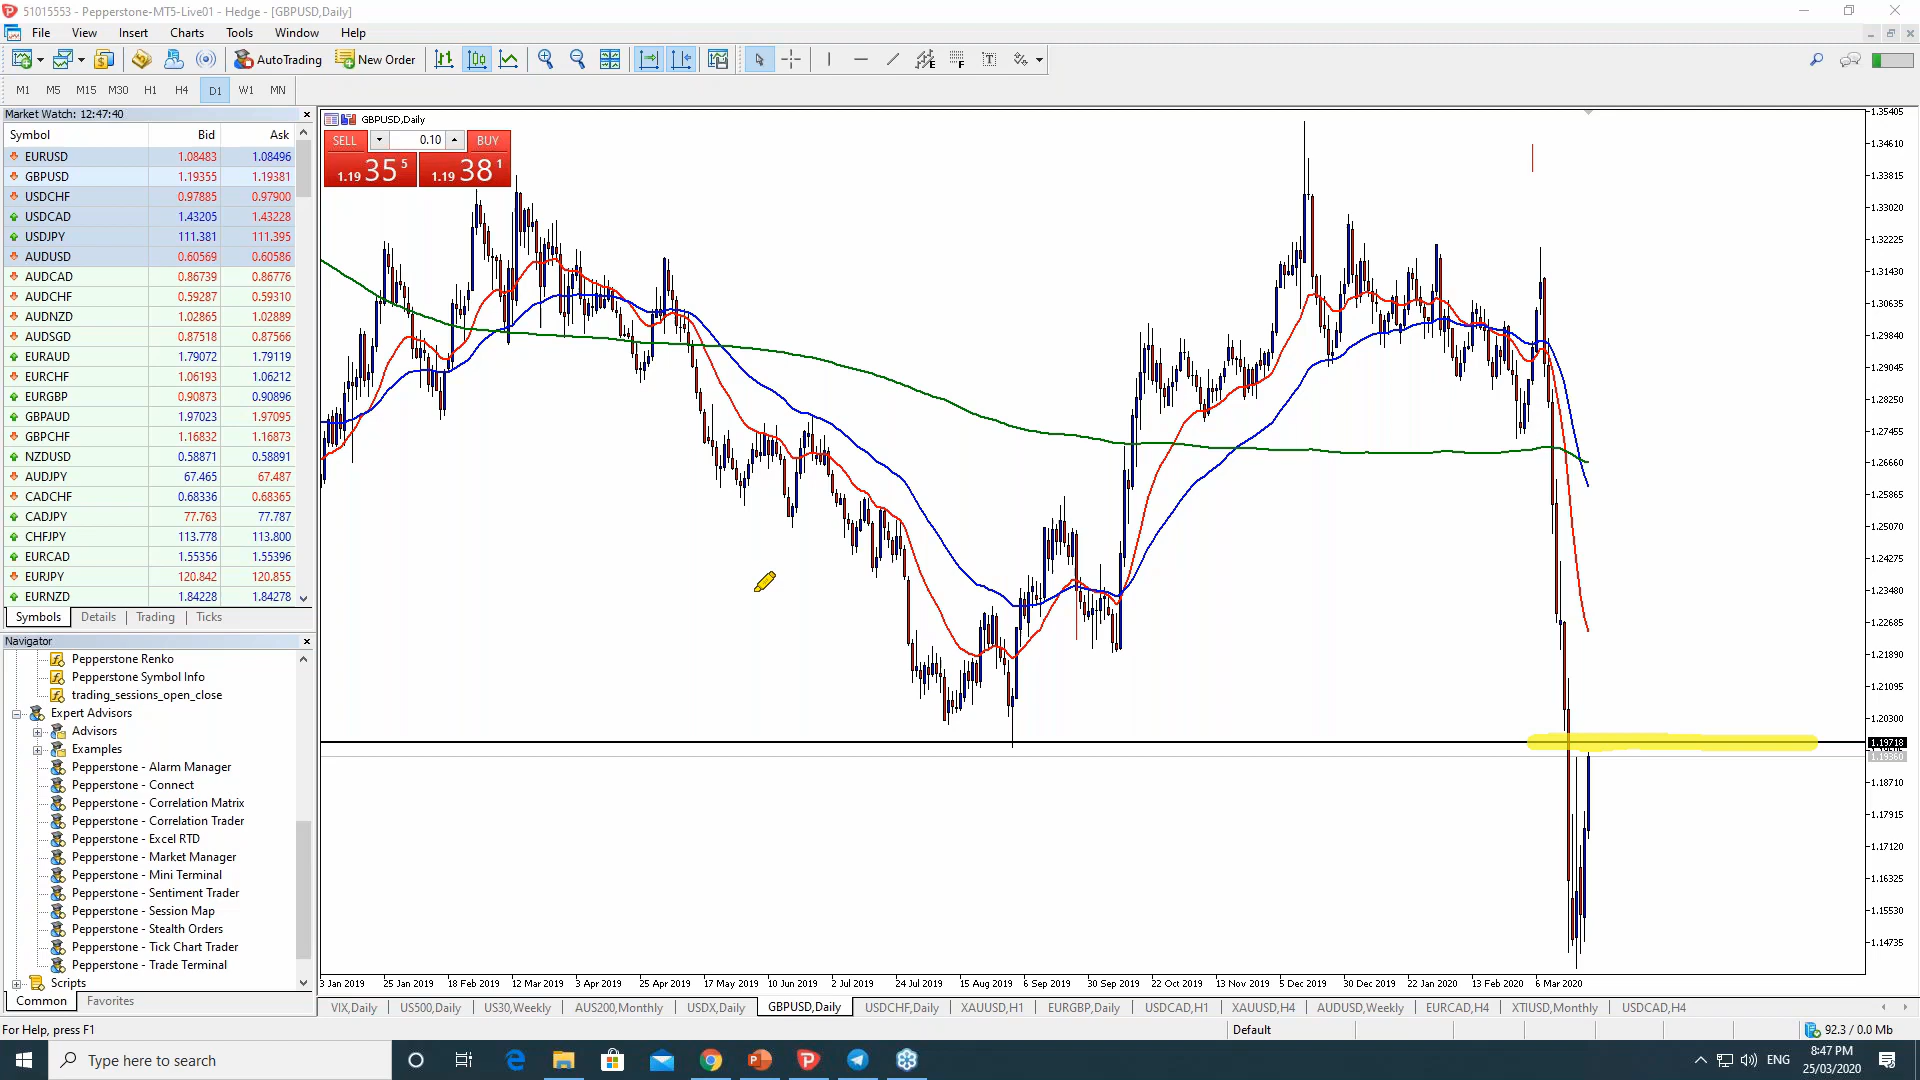 51015553 - Pepperstone-MT5-Live01 - Hedge - [GBPUSD,Daily]
File View Insert Charts Tools Window Help
AutoTrading New Order
M1 M5 M15 M30 H1 H4 D1 W1 MN
Market Watch: 12:47:40
Symbol Bid Ask
EURUSD 1.08483 1.08496
GBPUSD 1.19355 1.19381
USDCHF 0.97885 0.97900
USDCAD 1.43205 1.43228
USDJPY 111.381 111.395
AUDUSD 0.60569 0.60586
AUDCAD 0.86739 0.86776
AUDCHF 0.59287 0.59310
AUDNZD 1.02865 1.02889
AUDSGD 0.87518 0.87566
EURAUD 1.79072 1.79119
EURCHF 1.06193 1.06212
EURGBP 0.90873 0.90896
GBPAUD 1.97023 1.97095
GBPCHF 1.16832 1.16873
NZDUSD 0.58871 0.58891
AUDJPY 67.465 67.487
CADCHF 0.68336 0.68365
CADJPY 77.763 77.787
CHFJPY 113.778 113.800
EURCAD 1.55356 1.55396
EURJPY 120.842 120.855
EURNZD 1.84228 1.84278
Symbols Details Trading Ticks
Navigator
Pepperstone Renko
Pepperstone Symbol Info
trading_sessions_open_close
Expert Advisors
Advisors
Examples
Pepperstone - Alarm Manager
Pepperstone - Connect
Pepperstone - Correlation Matrix
Pepperstone - Correlation Trader
Pepperstone - Excel RTD
Pepperstone - Market Manager
Pepperstone - Mini Terminal
Pepperstone - Sentiment Trader
Pepperstone - Session Map
Pepperstone - Stealth Orders
Pepperstone - Tick Chart Trader
Pepperstone - Trade Terminal
Scripts
Common Favorites
GBPUSD,Daily
SELL 0.10 BUY
1.19 35 5 1.19 38 1
1.35405
1.34610
1.33815
1.33020
1.32225
1.31430
1.30635
1.29840
1.29045
1.28250
1.27455
1.26660
1.25865
1.25070
1.24275
1.23480
1.22685
1.21890
1.21095
1.20300
1.19718
1.18710
1.17915
1.17120
1.16325
1.15530
1.14735
3 Jan 2019 25 Jan 2019 18 Feb 2019 12 Mar 2019 3 Apr 2019 25 Apr 2019 17 May 2019 10 Jun 2019 2 Jul 2019 24 Jul 2019 15 Aug 2019 6 Sep 2019 30 Sep 2019 22 Oct 2019 13 Nov 2019 5 Dec 2019 30 Dec 2019 22 Jan 2020 13 Feb 2020 6 Mar 2020
VIX,Daily US500,Daily US30,Weekly AUS200,Monthly USDX,Daily GBPUSD,Daily USDCHF,Daily XAUUSD,H1 EURGBP,Daily USDCAD,H1 XAUUSD,H4 AUDUSD,Weekly EURCAD,H4 XTIUSD,Monthly USDCAD,H4
For Help, press F1 Default 92.3 / 0.0 Mb
Type here to search
ENG
8:47 PM
25/03/2020